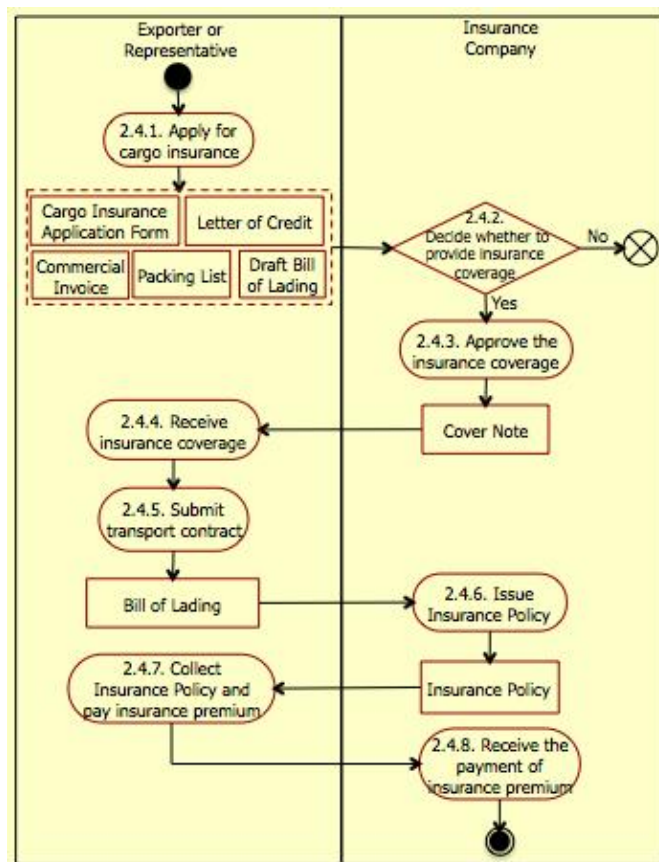 Exporter or
Representative
Insurance
Company
2.4.1. Apply for
cargo insurance
Cargo Insurance
Application Form
Letter of Credit
Commercial
Invoice
Packing List
Draft Bill
of Lading
2.4.2.
Decide whether to
provide insurance
coverage
No
Yes
2.4.3. Approve the
insurance coverage
Cover Note
2.4.4. Receive
insurance coverage
2.4.5. Submit
transport contract
Bill of Lading
2.4.6. Issue
Insurance Policy
Insurance Policy
2.4.7. Collect
Insurance Policy and
pay insurance premium
2.4.8. Receive the
payment of
insurance premium